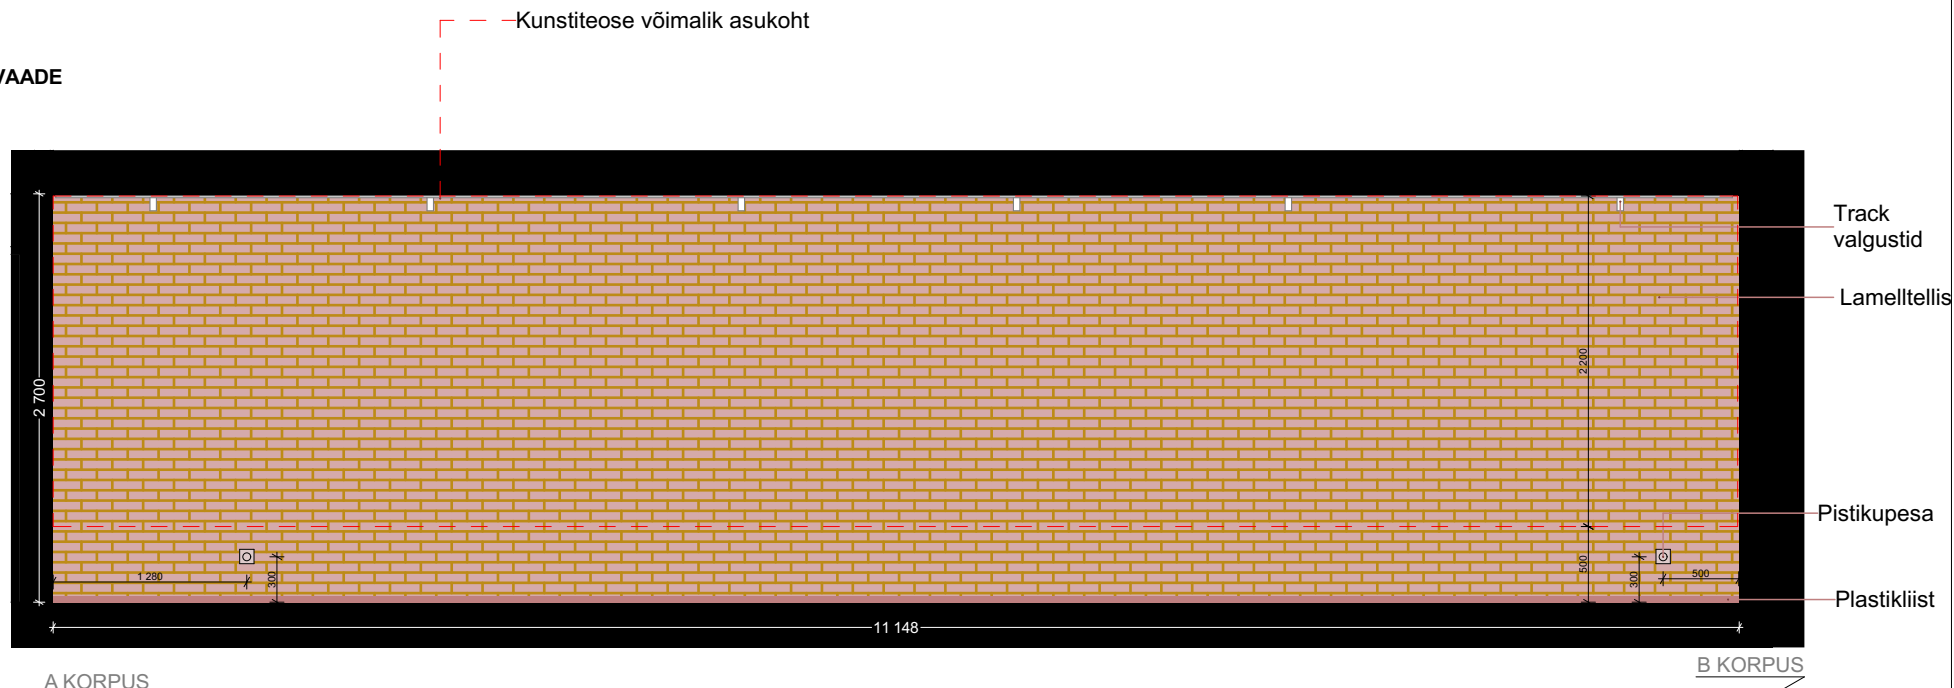 Kunstiteose võimalik asukoht
VAADE
Track
valgustid
Lamelltellis
2 200
2 700
Pistikupesa
1 280
300
500
300
500
Plastikliist
11 148
A KORPUS
B KORPUS